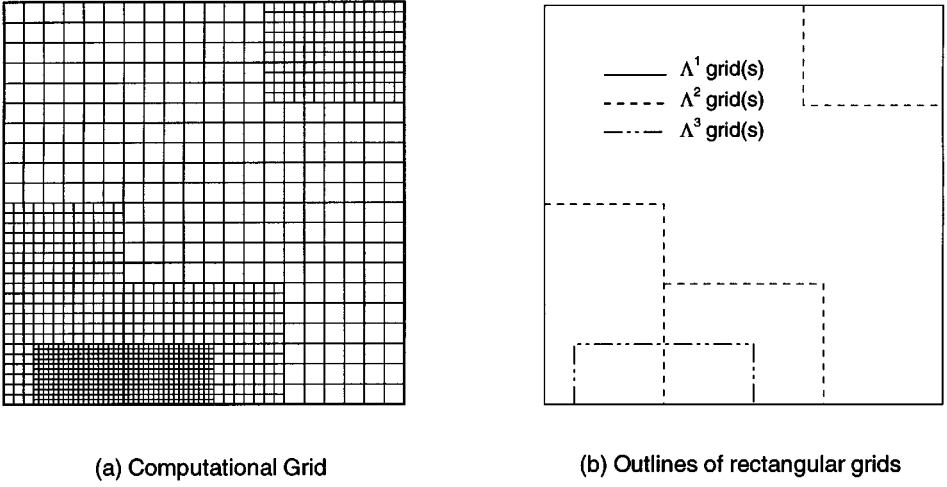 Λ¹ grid(s)
Λ² grid(s)
Λ³ grid(s)
(a) Computational Grid
(b) Outlines of rectangular grids